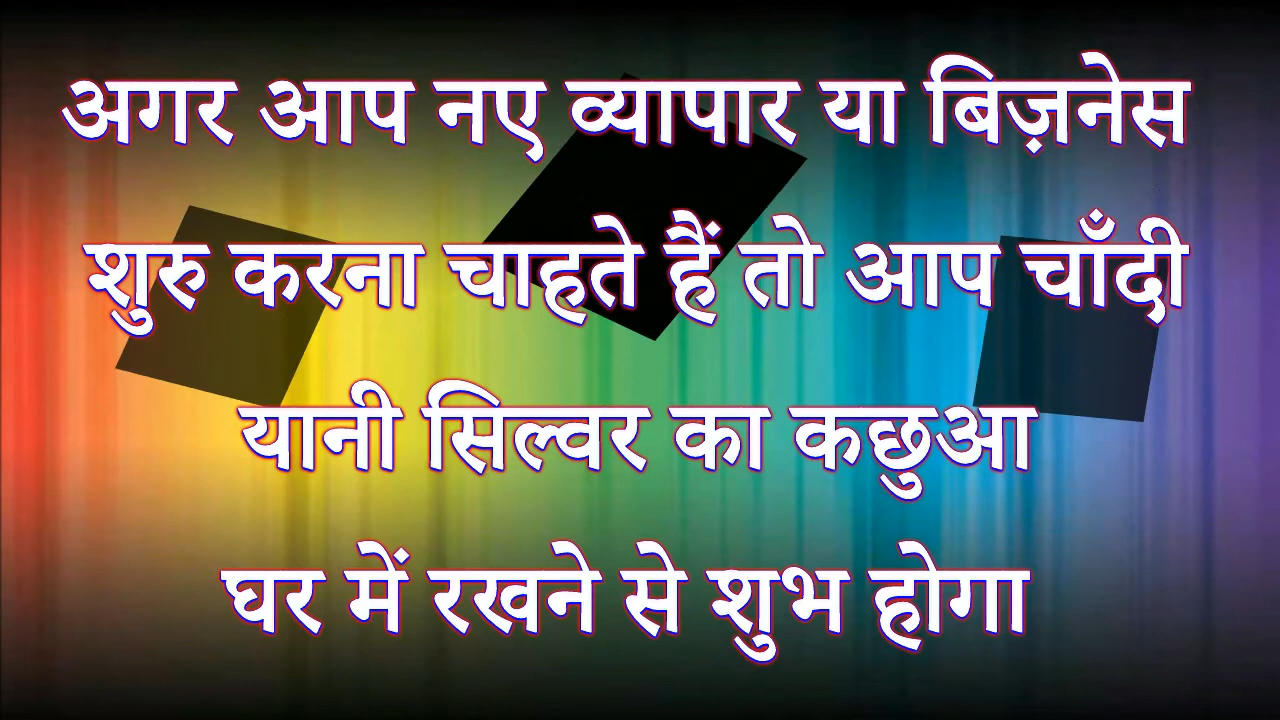 अगर आप नए व्यापार या बिज़नेस
शुरु करना चाहते हैं तो आप चाँदी
यानी सिल्वर का कछुआ
घर में रखने से शुभ होगा